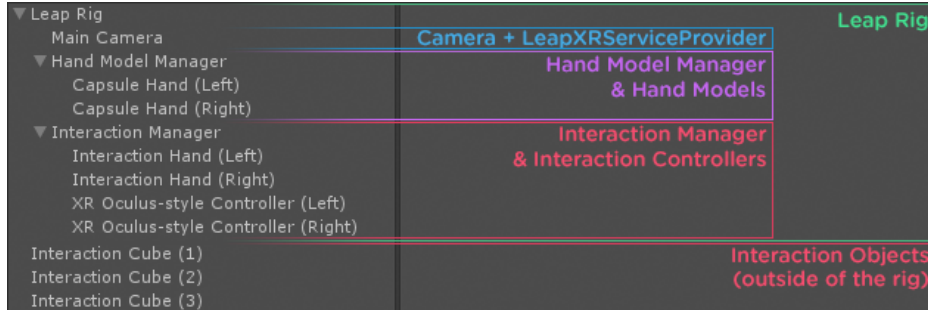 Leap Rig
Leap Rig
Main Camera
Camera + LeapXRServiceProvider
Hand Model Manager
Hand Model Manager
Capsule Hand (Left)
& Hand Models
Capsule Hand (Right)
Interaction Manager
Interaction Manager
Interaction Hand (Left)
& Interaction Controllers
Interaction Hand (Right)
XR Oculus-style Controller (Left)
XR Oculus-style Controller (Right)
Interaction Cube (1)
Interaction Objects
Interaction Cube (2)
(outside of the rig)
Interaction Cube (3)